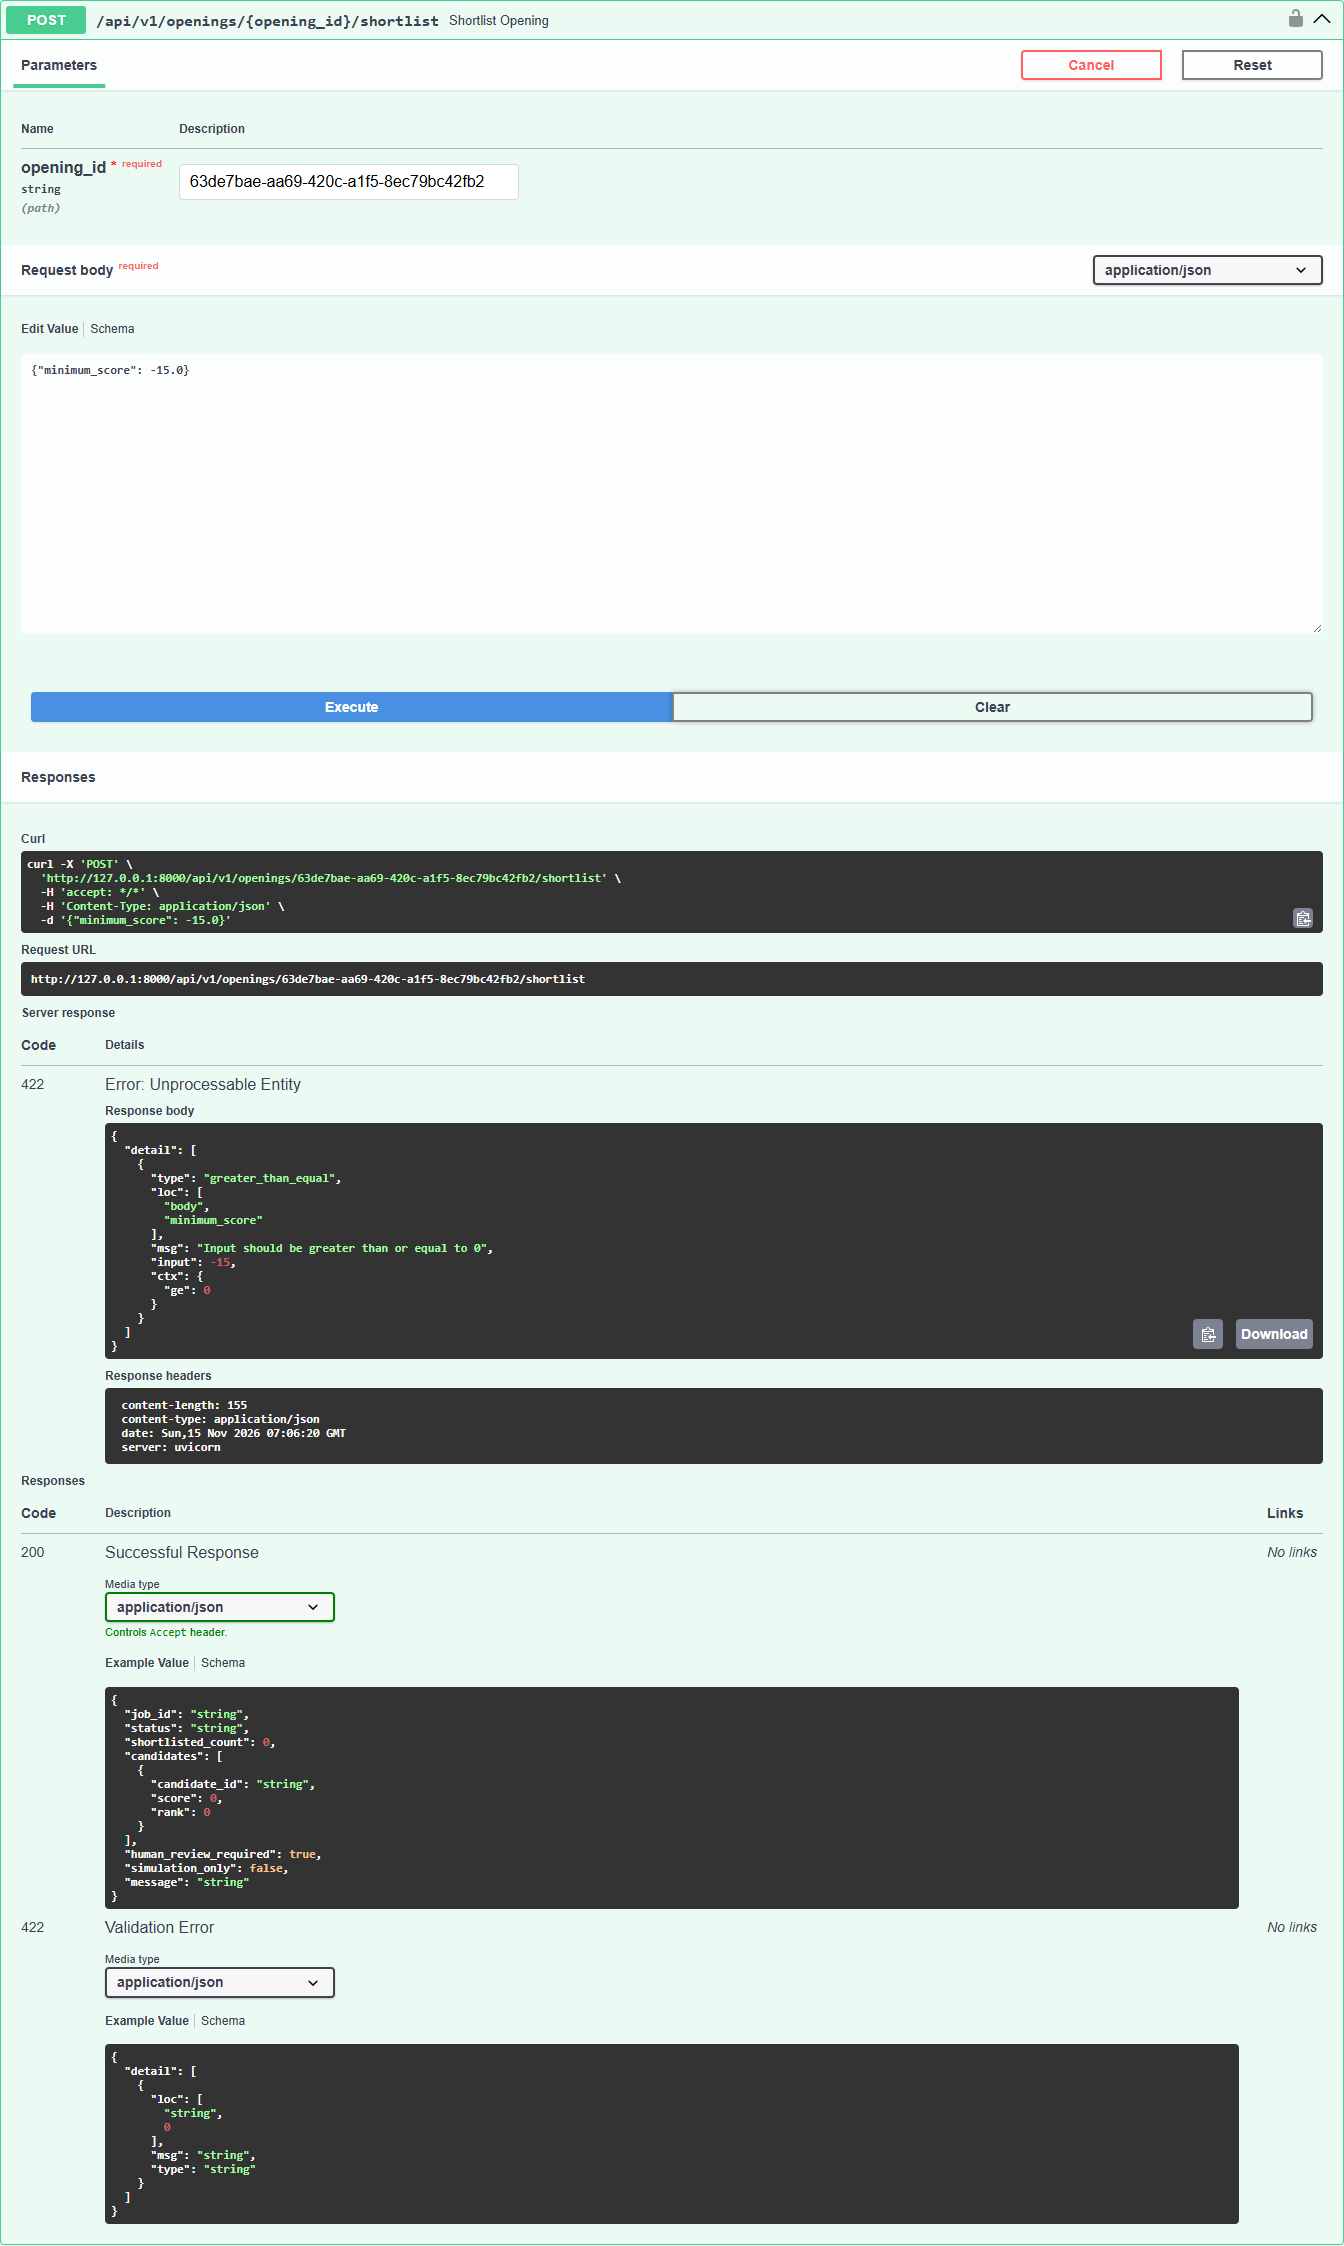 POST /api/v1/openings/{opening_id}/shortlist Shortlist Opening
Parameters Cancel Reset
Name Description
opening_id * required 63de7bae-aa69-420c-a1f5-8ec79bc42fb2
string
(path)
Request body required application/json
Edit Value Schema
{"minimum_score": -15.0}
Execute Clear
Responses
Curl
curl -X 'POST' \
  'http://127.0.0.1:8000/api/v1/openings/63de7bae-aa69-420c-a1f5-8ec79bc42fb2/shortlist' \
  -H 'accept: */*' \
  -H 'Content-Type: application/json' \
  -d '{"minimum_score": -15.0}'
Request URL
http://127.0.0.1:8000/api/v1/openings/63de7bae-aa69-420c-a1f5-8ec79bc42fb2/shortlist
Server response
Code Details
422 Error: Unprocessable Entity
Response body
{
  "detail": [
    {
      "type": "greater_than_equal",
      "loc": [
        "body",
        "minimum_score"
      ],
      "msg": "Input should be greater than or equal to 0",
      "input": -15,
      "ctx": {
        "ge": 0
      }
    }
  ]
}
Download
Response headers
content-length: 155
content-type: application/json
date: Sun,15 Nov 2026 07:06:20 GMT
server: uvicorn
Responses
Code Description Links
200 Successful Response No links
Media type
application/json
Controls Accept header.
Example Value Schema
{
  "job_id": "string",
  "status": "string",
  "shortlisted_count": 0,
  "candidates": [
    {
      "candidate_id": "string",
      "score": 0,
      "rank": 0
    }
  ],
  "human_review_required": true,
  "simulation_only": false,
  "message": "string"
}
422 Validation Error No links
Media type
application/json
Example Value Schema
{
  "detail": [
    {
      "loc": [
        "string",
        0
      ],
      "msg": "string",
      "type": "string"
    }
  ]
}